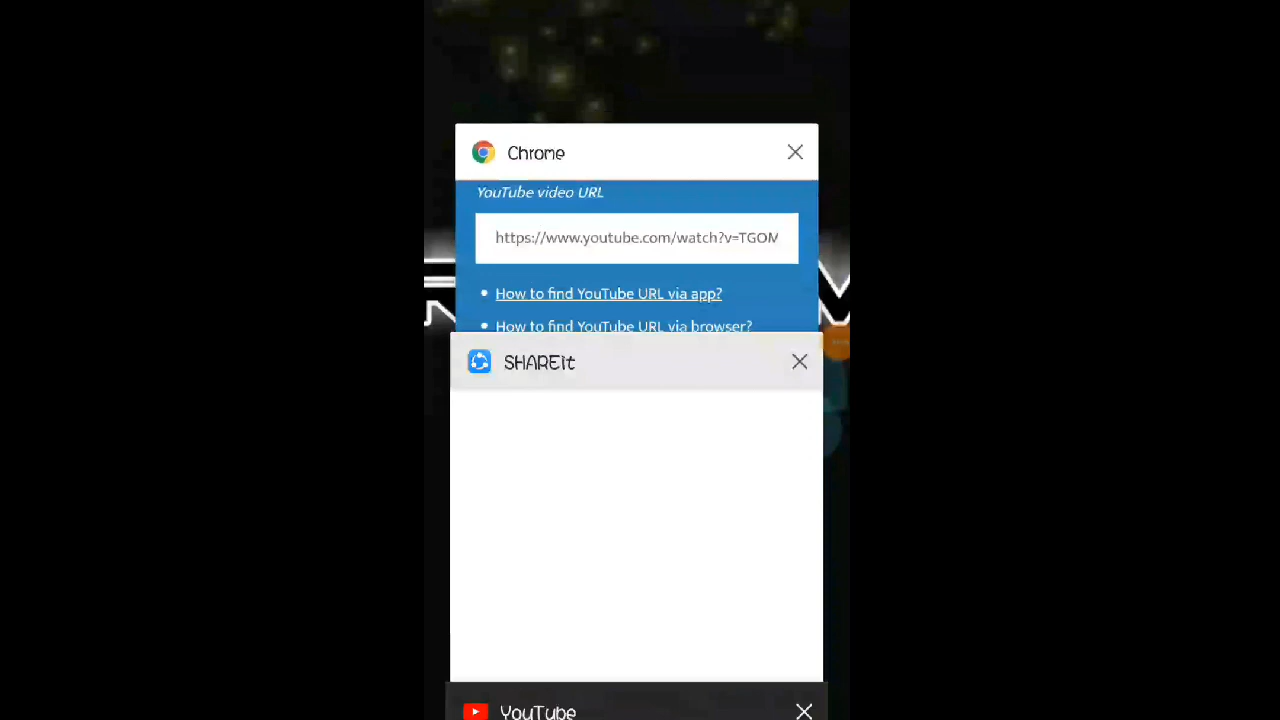 Chrome
YouTube video URL
https://www.youtube.com/watch?v=TGOM
How to find YouTube URL via app?
How to find YouTube URL via browser?
SHAREit
YouTube